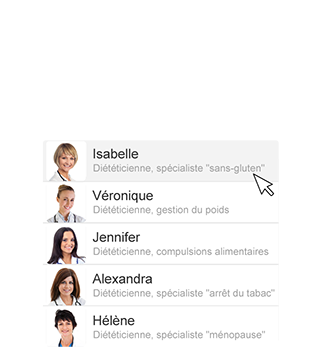 Isabelle
Diététicienne, spécialiste "sans-gluten"
Véronique
Diététicienne, gestion du poids
Jennifer
Diététicienne, compulsions alimentaires
Alexandra
Diététicienne, spécialiste "arrêt du tabac"
Hélène
Diététicienne, spécialiste "ménopause"